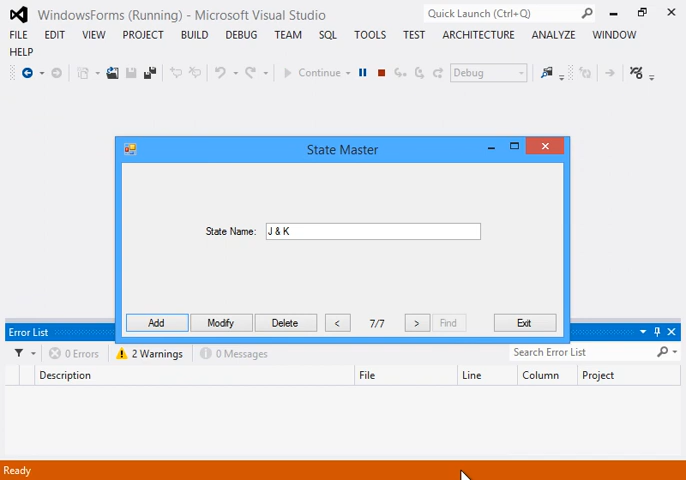 WindowsForms (Running) - Microsoft Visual Studio
Quick Launch (Ctrl+Q)
FILE EDIT VIEW PROJECT BUILD DEBUG TEAM SQL TOOLS TEST ARCHITECTURE ANALYZE WINDOW
HELP
Continue Debug
State Master
State Name: J & K
Add Modify Delete < 7/7 > Find Exit
Error List
0 Errors 2 Warnings 0 Messages Search Error List
Description File Line Column Project
Ready